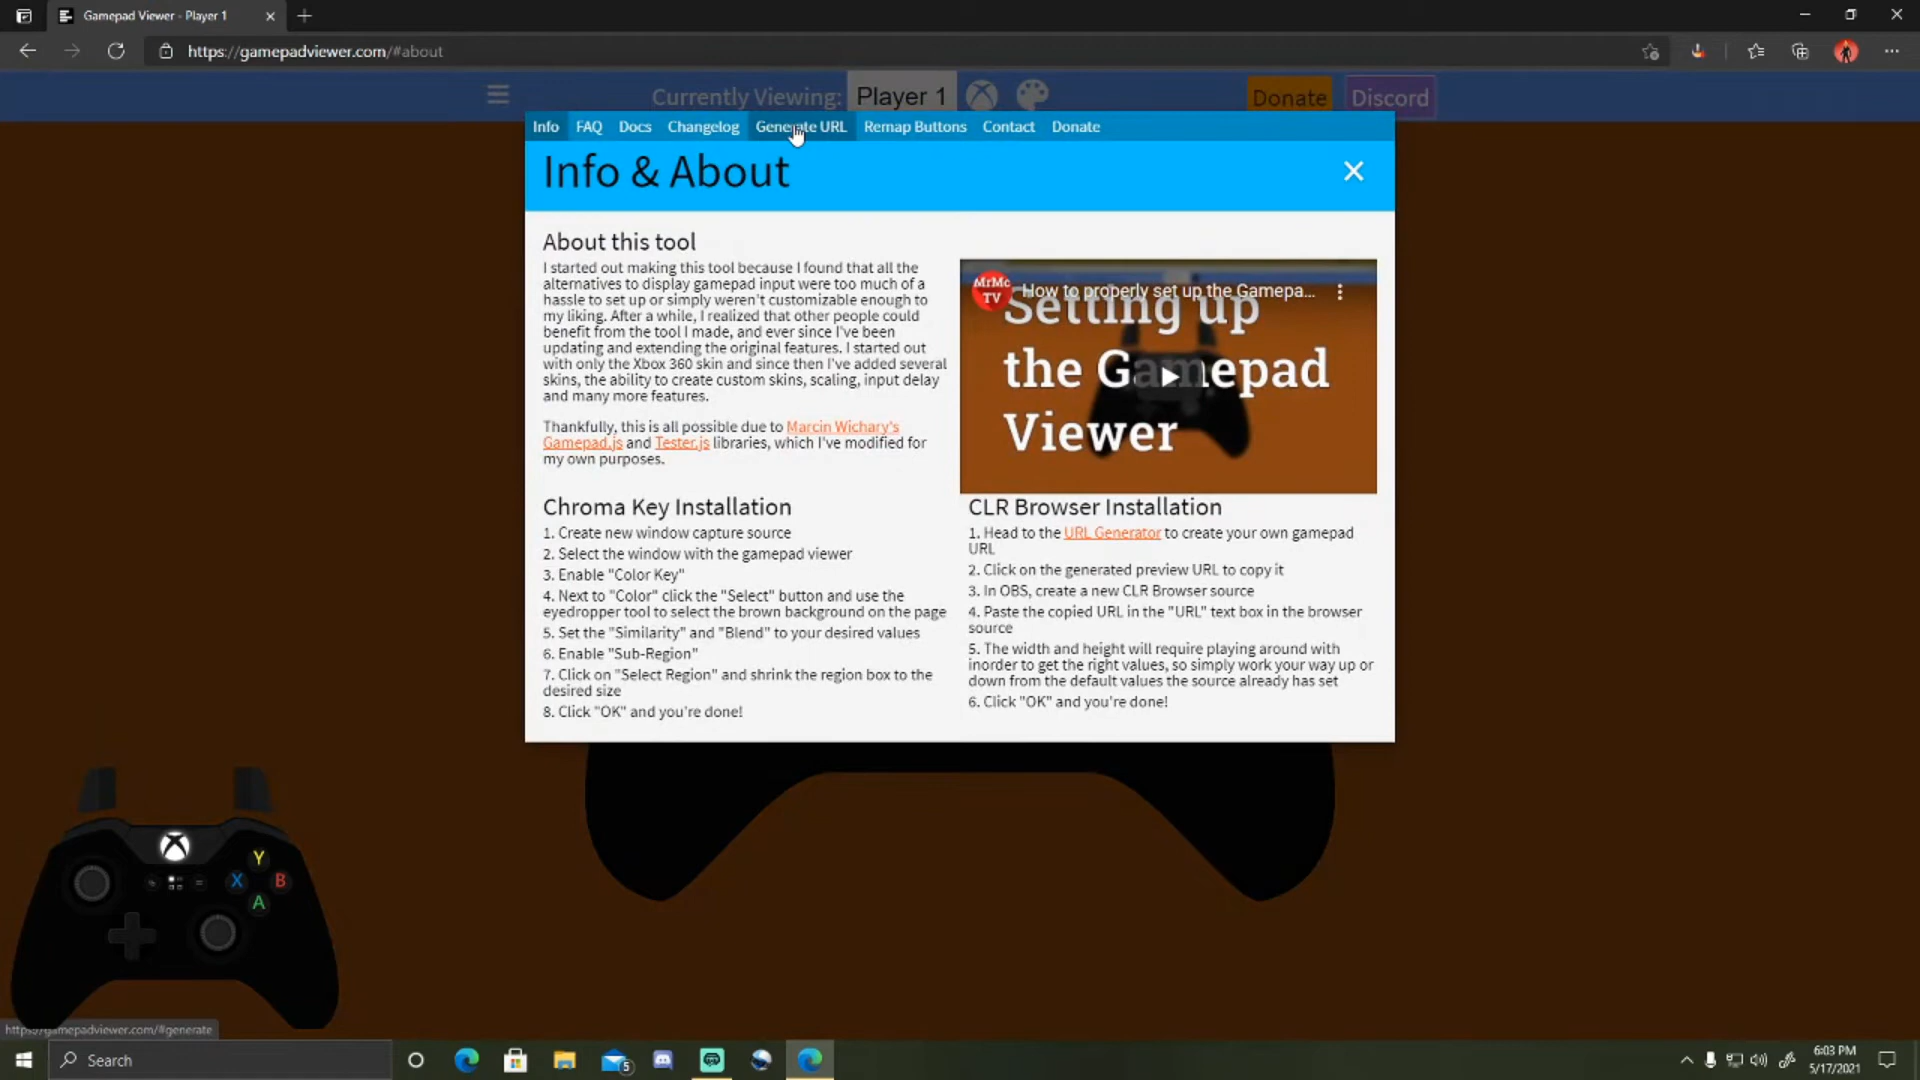 Gamepad Viewer - Player 1
https://gamepadviewer.com/#about
Currently Viewing: Player 1
Donate Discord
Info FAQ Docs Changelog Generate URL Remap Buttons Contact Donate
Info & About
About this tool
I started out making this tool because I found that all the
alternatives to display gamepad input were too much of a
hassle to set up or simply weren't customizable enough to
my liking. After a while, I realized that other people could
benefit from the tool I made, and ever since I've been
updating and extending the original features. I started out
with only the Xbox 360 skin and since then I've added several
skins, the ability to create custom skins, scaling, input delay
and many more features.
Thankfully, this is all possible due to Marcin Wichary's
Gamepad.js and Tester.js libraries, which I've modified for
my own purposes.
MrMc
TV
How to properly set up the Gamepa...
Setting up
the Gamepad
Viewer
Chroma Key Installation
1. Create new window capture source
2. Select the window with the gamepad viewer
3. Enable "Color Key"
4. Next to "Color" click the "Select" button and use the
eyedropper tool to select the brown background on the page
5. Set the "Similarity" and "Blend" to your desired values
6. Enable "Sub-Region"
7. Click on "Select Region" and shrink the region box to the
desired size
8. Click "OK" and you're done!
CLR Browser Installation
1. Head to the URL Generator to create your own gamepad
URL
2. Click on the generated preview URL to copy it
3. In OBS, create a new CLR Browser source
4. Paste the copied URL in the "URL" text box in the browser
source
5. The width and height will require playing around with
inorder to get the right values, so simply work your way up or
down from the default values the source already has set
6. Click "OK" and you're done!
Y
X B
A
https://gamepadviewer.com/#generate
Search
5
6:03 PM
5/17/2021